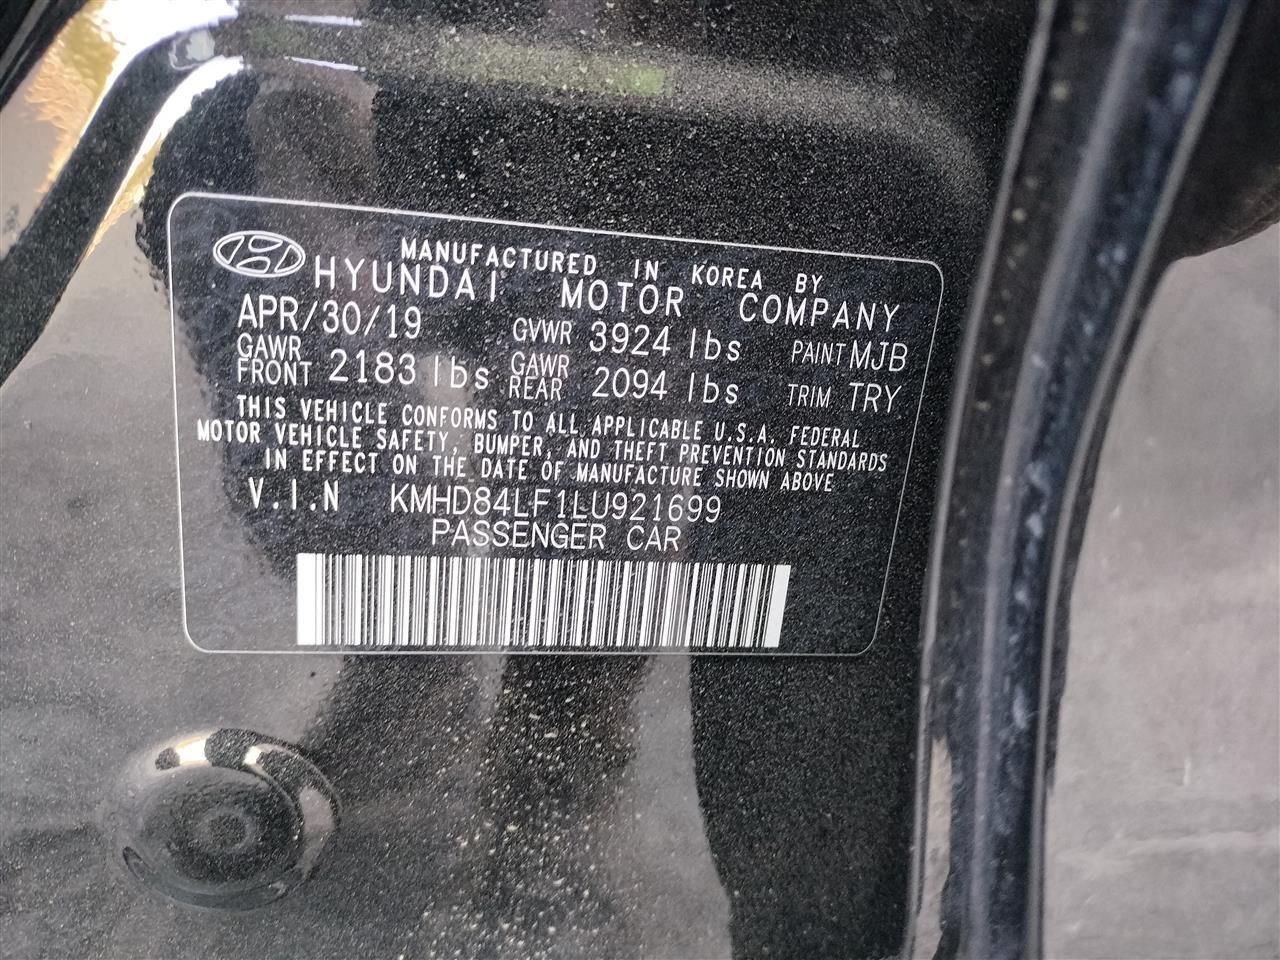 MANUFACTURED IN KOREA BY
HYUNDAI MOTOR COMPANY
APR/30/19 GVWR 3924 lbs PAINT MJB
GAWR FRONT 2183 lbs GAWR REAR 2094 lbs TRIM TRY
THIS VEHICLE CONFORMS TO ALL APPLICABLE U.S.A. FEDERAL
MOTOR VEHICLE SAFETY, BUMPER, AND THEFT PREVENTION STANDARDS
IN EFFECT ON THE DATE OF MANUFACTURE SHOWN ABOVE
V.I.N KMHD84LF1LU921699
PASSENGER CAR